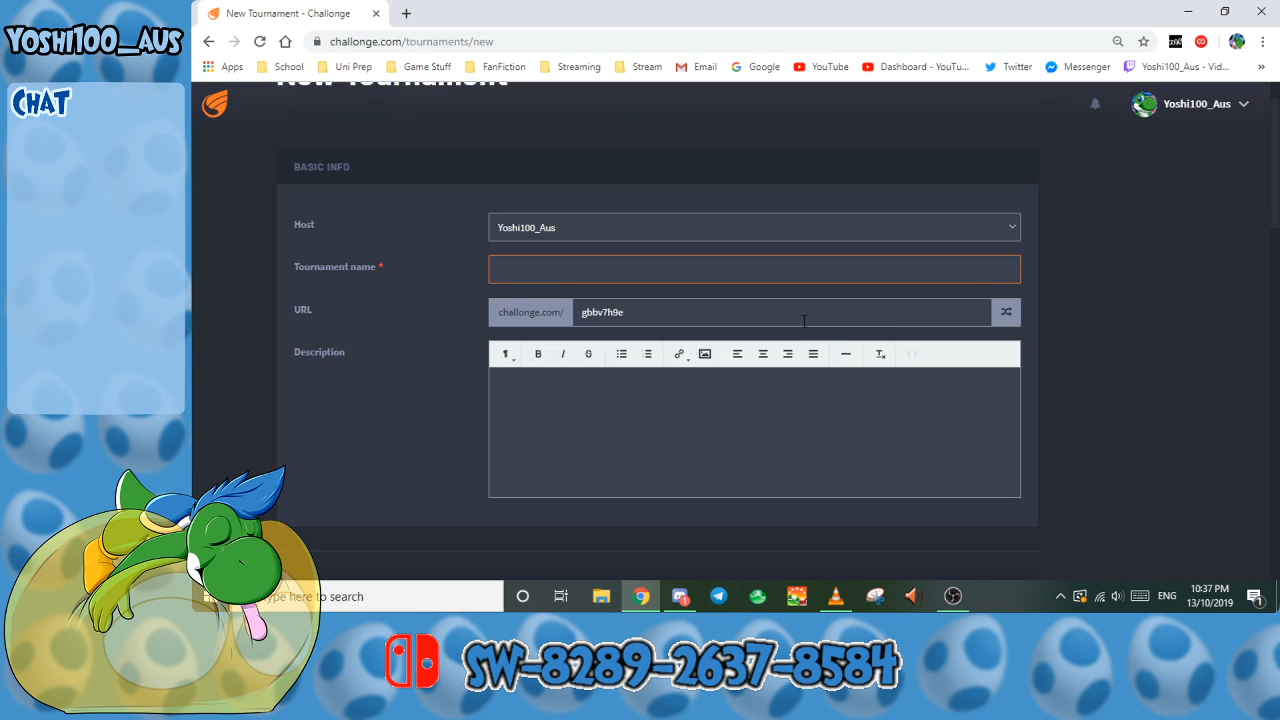 Yoshi100_Aus
Chat
New Tournament - Challonge
challonge.com/tournaments/new
Apps School Uni Prep Game Stuff FanFiction Streaming Stream Email Google YouTube Dashboard - YouTu... Twitter Messenger Yoshi100_Aus - Vid... »
New Tournament
Yoshi100_Aus
BASIC INFO
Host Yoshi100_Aus
Tournament name *
URL challonge.com/ gbbv7h9e
Description
here to search
ENG
10:37 PM
13/10/2019
SW-8289-2637-8584